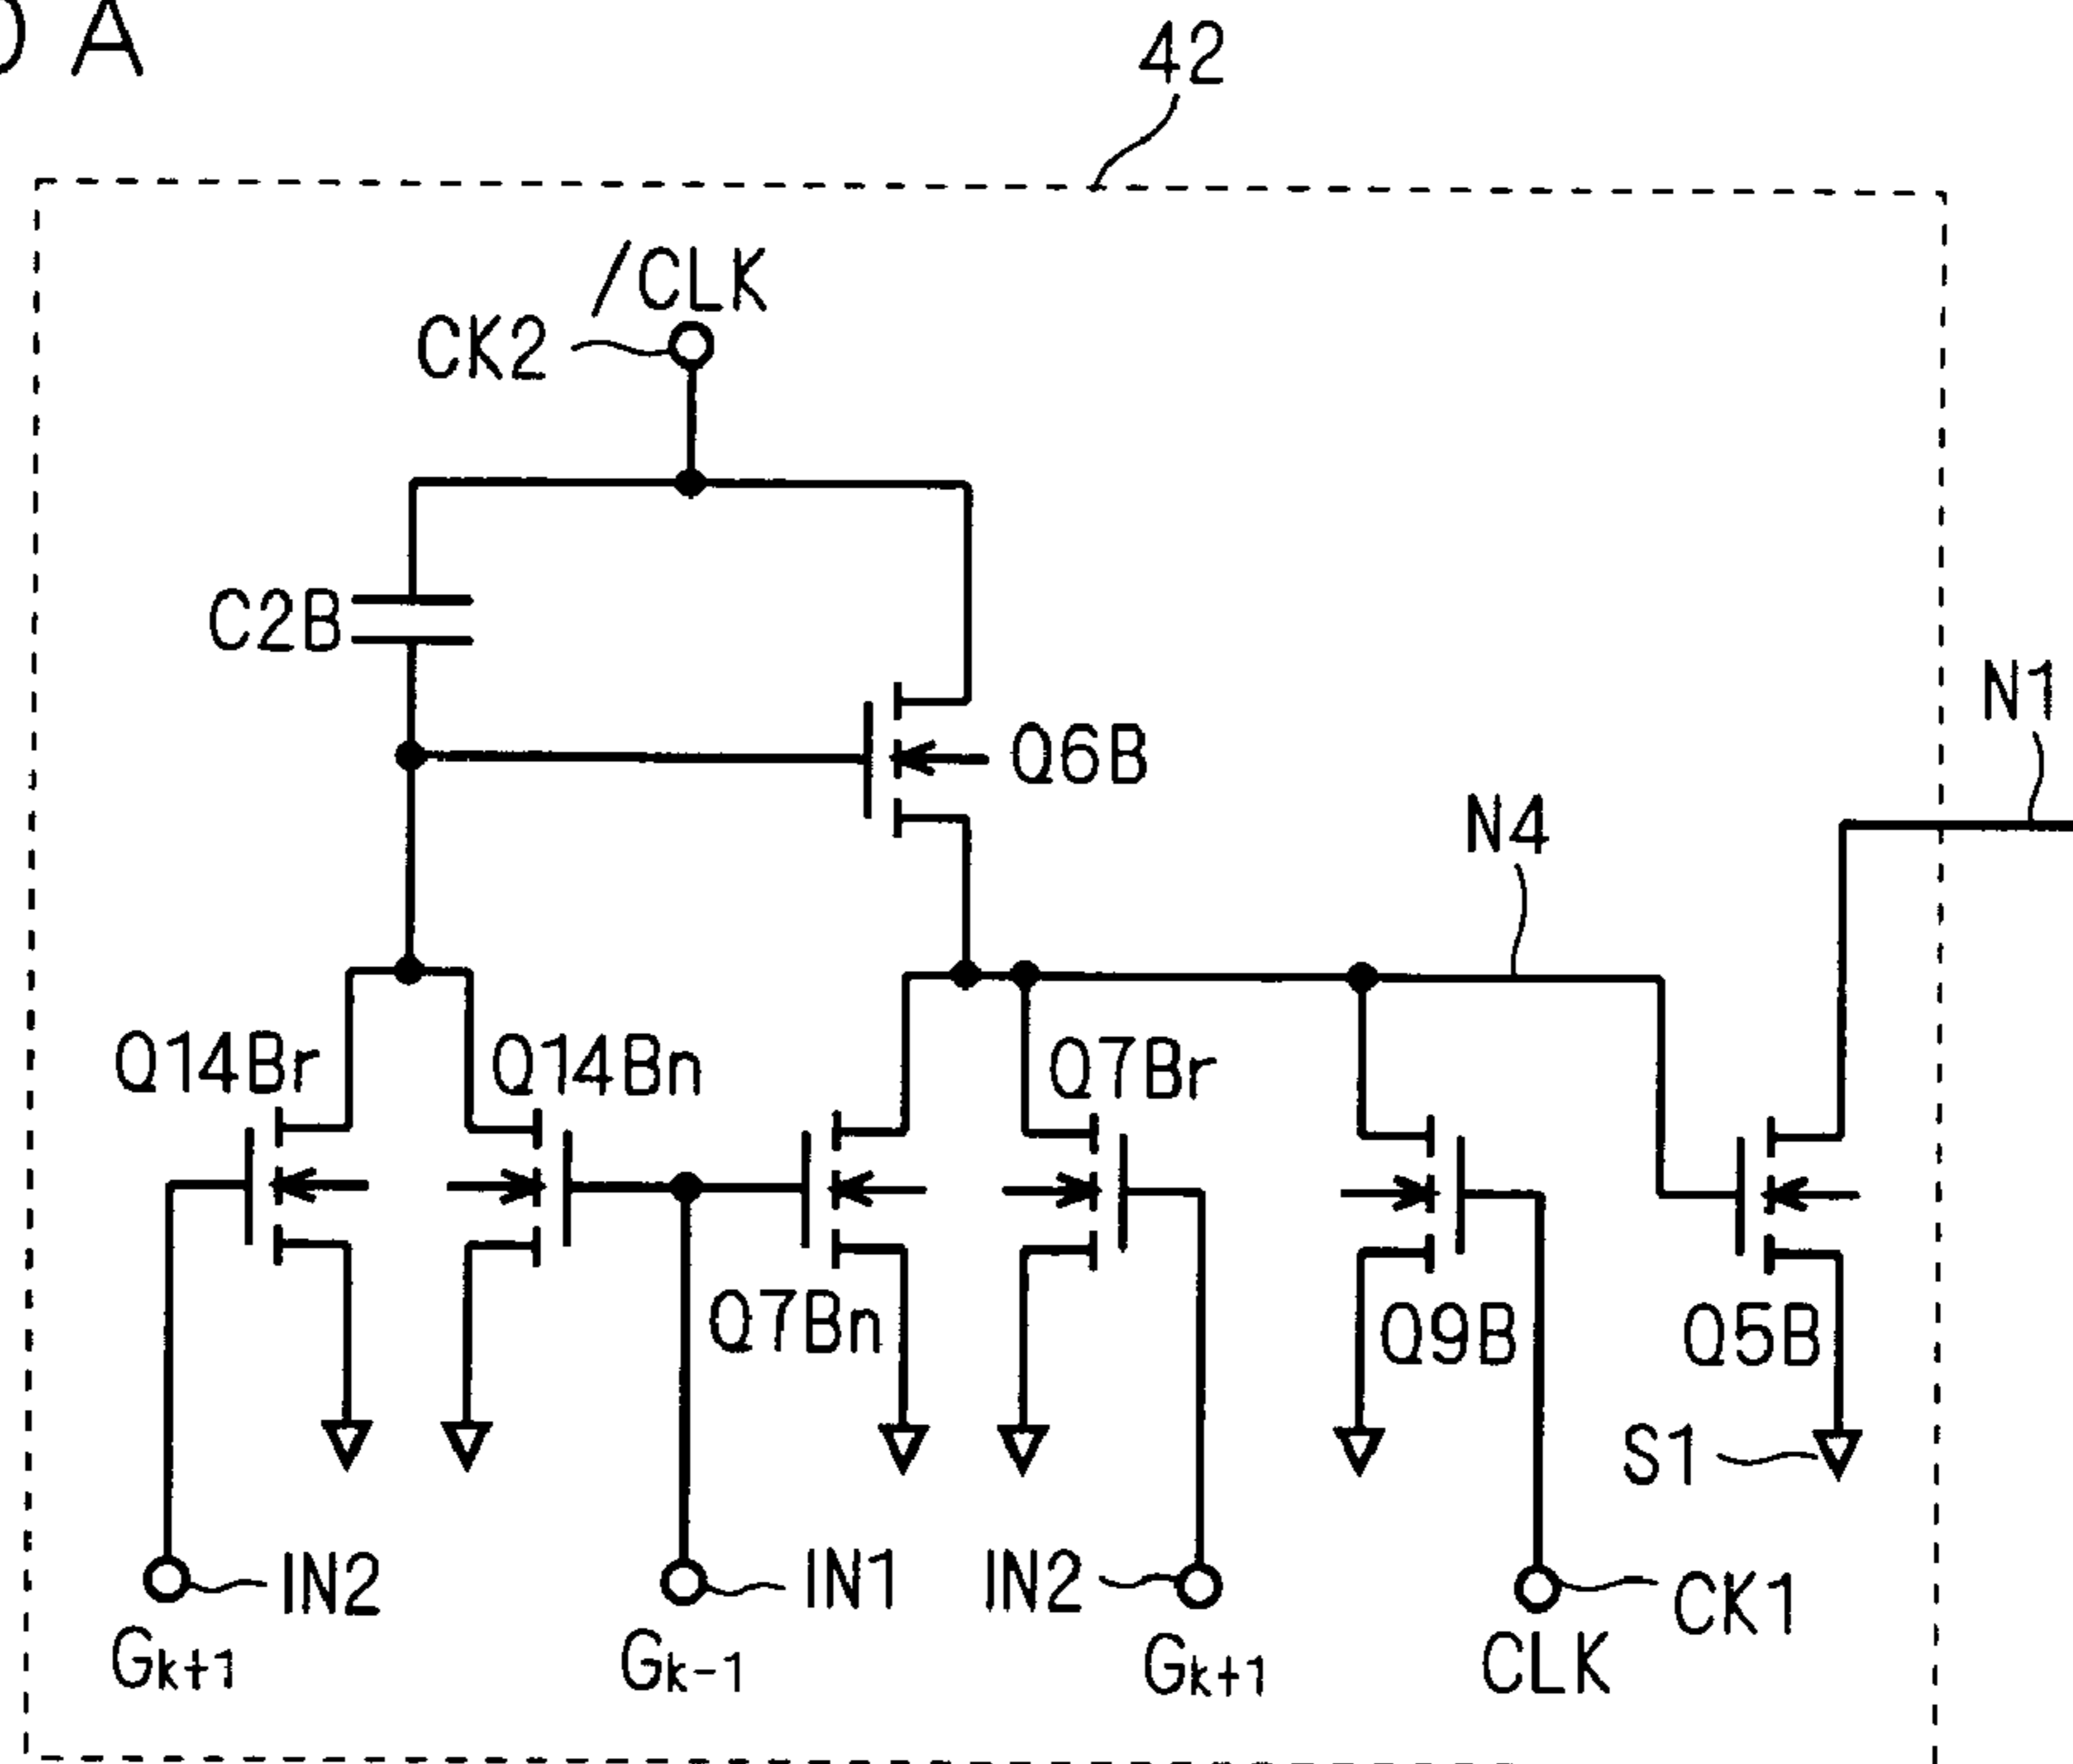 A
42
/CLK
CK2
C2B
Q6B
N1
N4
Q14Br
Q14Bn
Q7Br
Q7Bn
Q9B
Q5B
S1
IN2
IN1
IN2
CK1
Gk+1
Gk-1
Gk+1
CLK